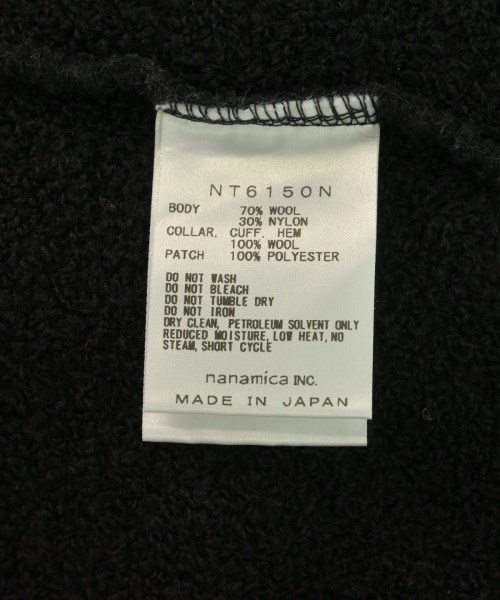 NT6150N
BODY 70% WOOL
30% NYLON
COLLAR, CUFF, HEM
100% WOOL
PATCH 100% POLYESTER
DO NOT WASH
DO NOT BLEACH
DO NOT TUMBLE DRY
DO NOT IRON
DRY CLEAN, PETROLEUM SOLVENT ONLY
REDUCED MOISTURE, LOW HEAT, NO
STEAM, SHORT CYCLE
nanamica INC.
MADE IN JAPAN